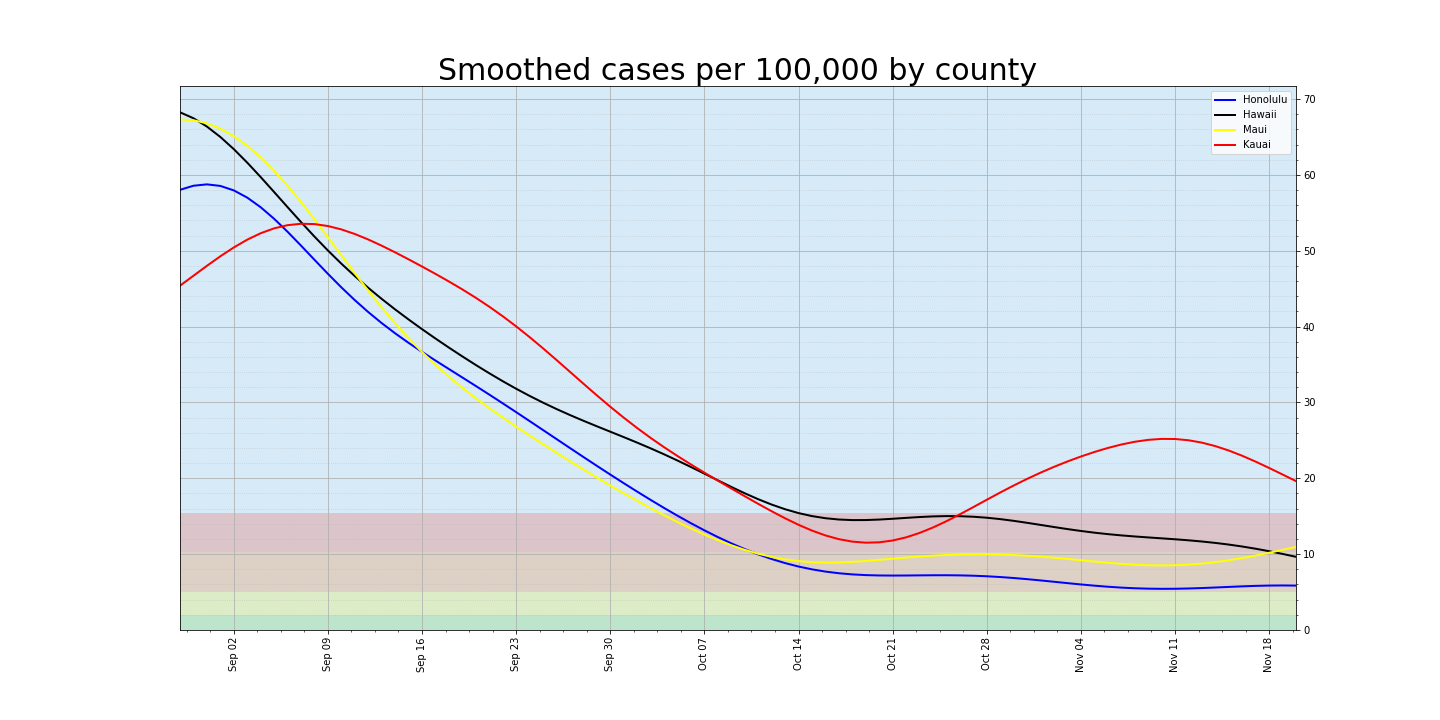 Smoothed cases per 100,000 by county
Honolulu
Hawaii
Maui
Kauai
70
60
50
40
30
20
10
0
Sep 02
Sep 09
Sep 16
Sep 23
Sep 30
Oct 07
Oct 14
Oct 21
Oct 28
Nov 04
Nov 11
Nov 18